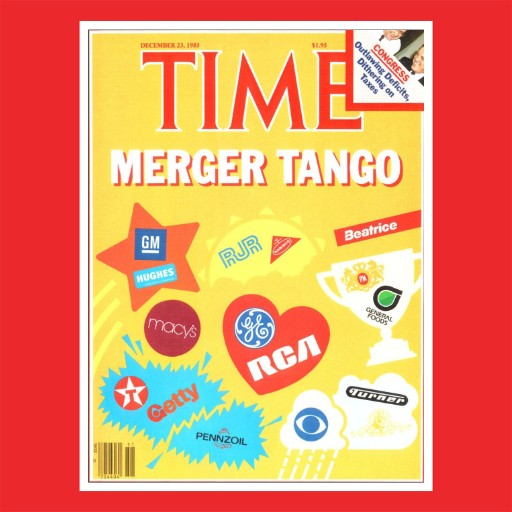 DECEMBER 23, 1985
$1.95
TIME
CONGRESS
Outlawing Deficits,
Dithering on
Taxes
MERGER TANGO
GM
HUGHES
RJR
Beatrice
PM
GENERAL
FOODS
macy's
GE
RCA
T
Getty
PENNZOIL
Turner